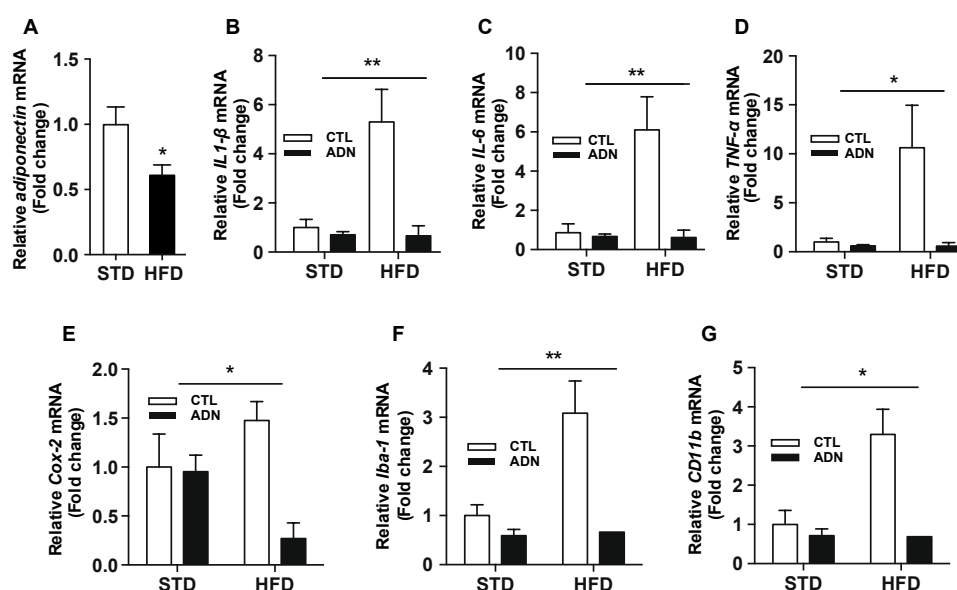 A
Relative adiponectin mRNA
(Fold change)
1.5
1.0
0.5
0.0
*
STD
HFD
B
Relative IL1-β mRNA
(Fold change)
8
6
4
2
0
**
CTL
ADN
STD
HFD
C
Relative IL-6 mRNA
(Fold change)
10
8
6
4
2
0
**
CTL
ADN
STD
HFD
D
Relative TNF-α mRNA
(Fold change)
20
15
10
5
0
*
CTL
ADN
STD
HFD
E
Relative Cox-2 mRNA
(Fold change)
2.0
1.5
1.0
0.5
0.0
*
CTL
ADN
STD
HFD
F
Relative Iba-1 mRNA
(Fold change)
4
3
2
1
0
**
CTL
ADN
STD
HFD
G
Relative CD11b mRNA
(Fold change)
5
4
3
2
1
0
*
CTL
ADN
STD
HFD